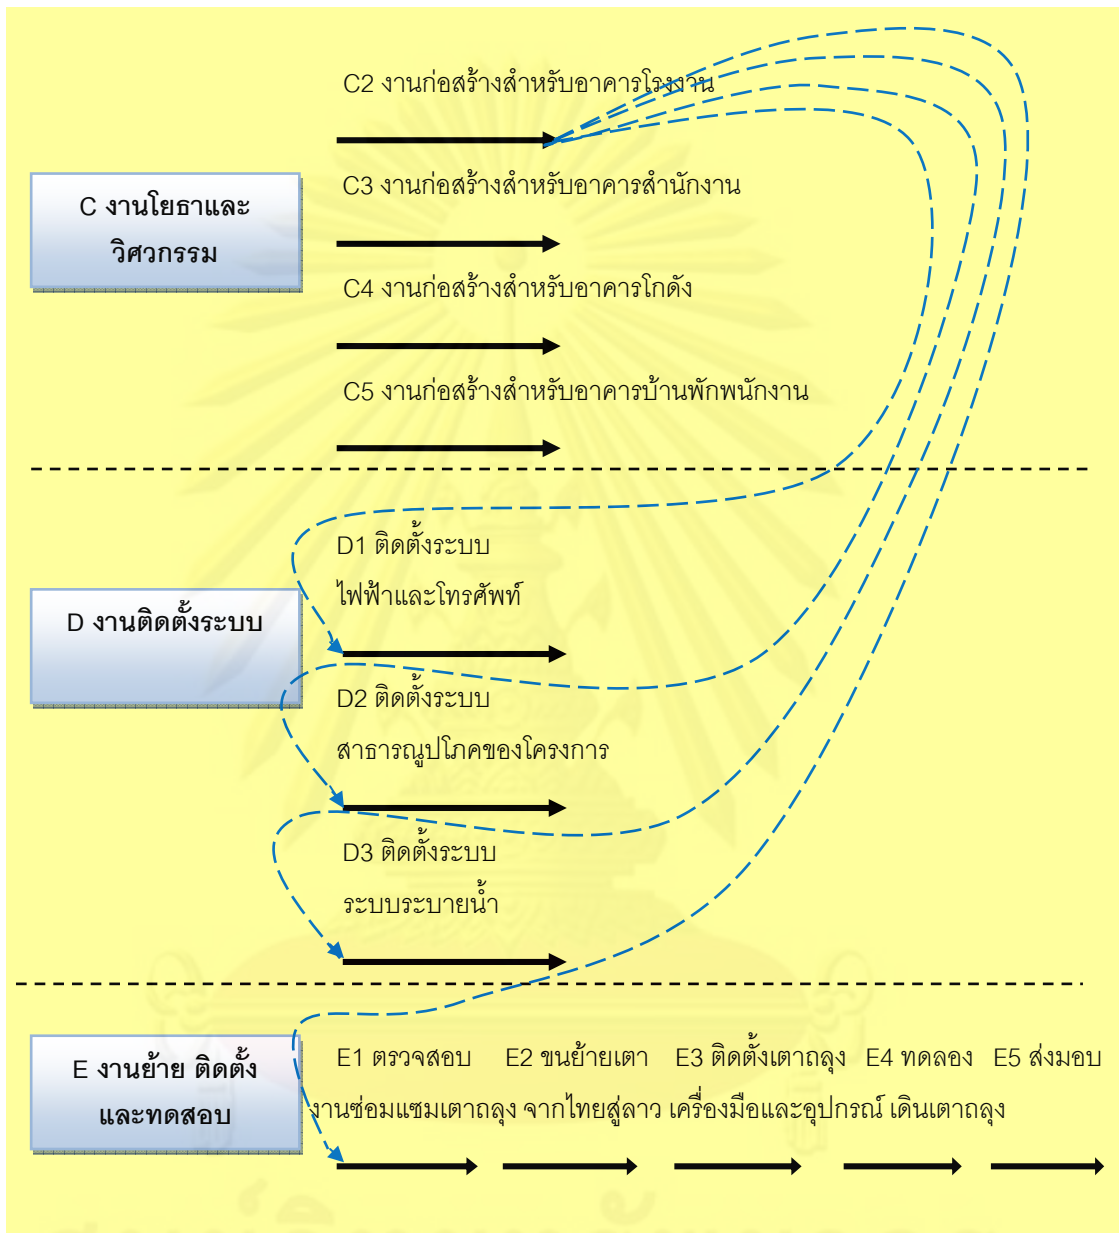 C2 งานก่อสร้างสำหรับอาคารโรงงาน
C3 งานก่อสร้างสำหรับอาคารสำนักงาน
C งานโยธาและ
วิศวกรรม
C4 งานก่อสร้างสำหรับอาคารโกดัง
C5 งานก่อสร้างสำหรับอาคารบ้านพักพนักงาน
D1 ติดตั้งระบบ
ไฟฟ้าและโทรศัพท์
D งานติดตั้งระบบ
D2 ติดตั้งระบบ
สาธารณูปโภคของโครงการ
D3 ติดตั้งระบบ
ระบบระบายน้ำ
E งานย้าย ติดตั้ง
และทดสอบ
E1 ตรวจสอบ E2 ขนย้ายเตา E3 ติดตั้งเตาถลุง E4 ทดลอง E5 ส่งมอบ
งานซ่อมแซมเตาถลุง จากไทยสู่ลาว เครื่องมือและอุปกรณ์ เดินเตาถลุง